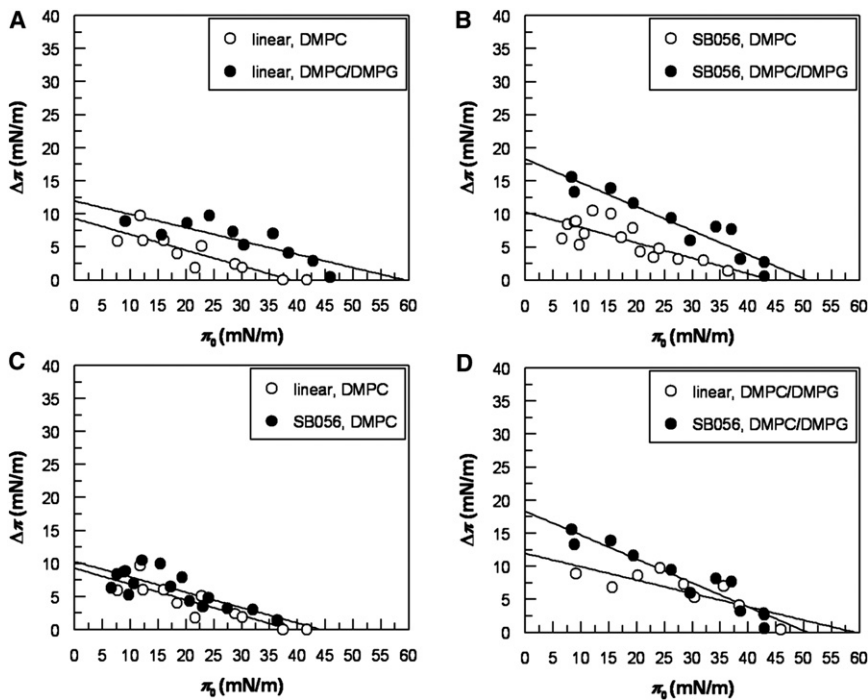 A
linear, DMPC
linear, DMPC/DMPG
Δπ (mN/m)
40
35
30
25
20
15
10
5
0
0 5 10 15 20 25 30 35 40 45 50 55 60
π₀ (mN/m)
B
SB056, DMPC
SB056, DMPC/DMPG
Δπ (mN/m)
40
35
30
25
20
15
10
5
0
0 5 10 15 20 25 30 35 40 45 50 55 60
π₀ (mN/m)
C
linear, DMPC
SB056, DMPC
Δπ (mN/m)
40
35
30
25
20
15
10
5
0
0 5 10 15 20 25 30 35 40 45 50 55 60
π₀ (mN/m)
D
linear, DMPC/DMPG
SB056, DMPC/DMPG
Δπ (mN/m)
40
35
30
25
20
15
10
5
0
0 5 10 15 20 25 30 35 40 45 50 55 60
π₀ (mN/m)